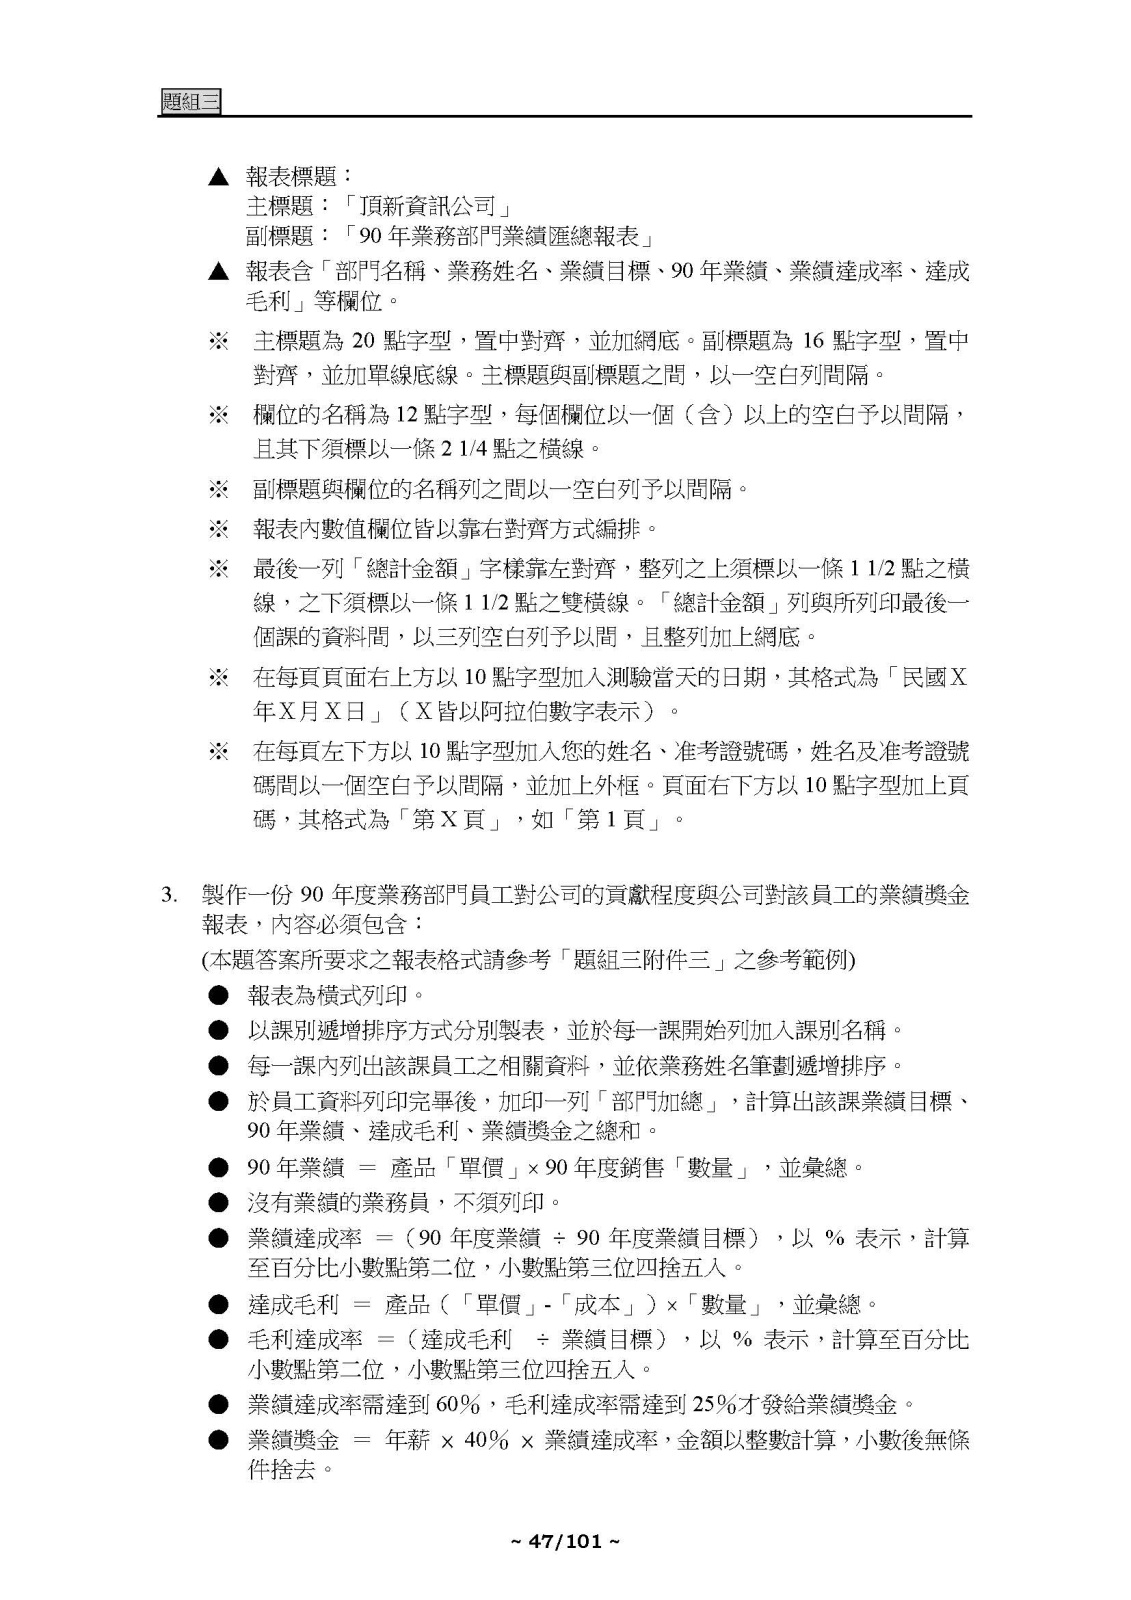 題組三
▲ 報表標題：
主標題：「頂新資訊公司」
副標題：「90 年業務部門業績匯總報表」
▲ 報表含「部門名稱、業務姓名、業績目標、90 年業績、業績達成率、達成
毛利」等欄位。
※ 主標題為 20 點字型，置中對齊，並加網底。副標題為 16 點字型，置中
對齊，並加單線底線。主標題與副標題之間，以一空白列間隔。
※ 欄位的名稱為 12 點字型，每個欄位以一個（含）以上的空白予以間隔，
且其下須標以一條 2 1/4 點之橫線。
※ 副標題與欄位的名稱列之間以一空白列予以間隔。
※ 報表內數值欄位皆以靠右對齊方式編排。
※ 最後一列「總計金額」字樣靠左對齊，整列之上須標以一條 1 1/2 點之橫
線，之下須標以一條 1 1/2 點之雙橫線。「總計金額」列與所列印最後一
個課的資料間，以三列空白列予以間，且整列加上網底。
※ 在每頁頁面右上方以 10 點字型加入測驗當天的日期，其格式為「民國Ｘ
年Ｘ月Ｘ日」（Ｘ皆以阿拉伯數字表示）。
※ 在每頁左下方以 10 點字型加入您的姓名、准考證號碼，姓名及准考證號
碼間以一個空白予以間隔，並加上外框。頁面右下方以 10 點字型加上頁
碼，其格式為「第Ｘ頁」，如「第 1 頁」。
3. 製作一份 90 年度業務部門員工對公司的貢獻程度與公司對該員工的業績獎金
報表，內容必須包含：
(本題答案所要求之報表格式請參考「題組三附件三」之參考範例)
● 報表為橫式列印。
● 以課別遞增排序方式分別製表，並於每一課開始列加入課別名稱。
● 每一課內列出該課員工之相關資料，並依業務姓名筆劃遞增排序。
● 於員工資料列印完畢後，加印一列「部門加總」，計算出該課業績目標、
90 年業績、達成毛利、業績獎金之總和。
● 90 年業績 ＝ 產品「單價」× 90 年度銷售「數量」，並彙總。
● 沒有業績的業務員，不須列印。
● 業績達成率 ＝（90 年度業績 ÷ 90 年度業績目標），以 % 表示，計算
至百分比小數點第二位，小數點第三位四捨五入。
● 達成毛利 ＝ 產品（「單價」-「成本」）×「數量」，並彙總。
● 毛利達成率 ＝（達成毛利 ÷ 業績目標），以 % 表示，計算至百分比
小數點第二位，小數點第三位四捨五入。
● 業績達成率需達到 60％，毛利達成率需達到 25％才發給業績獎金。
● 業績獎金 ＝ 年薪 × 40％ × 業績達成率，金額以整數計算，小數後無條
件捨去。
~ 47/101 ~